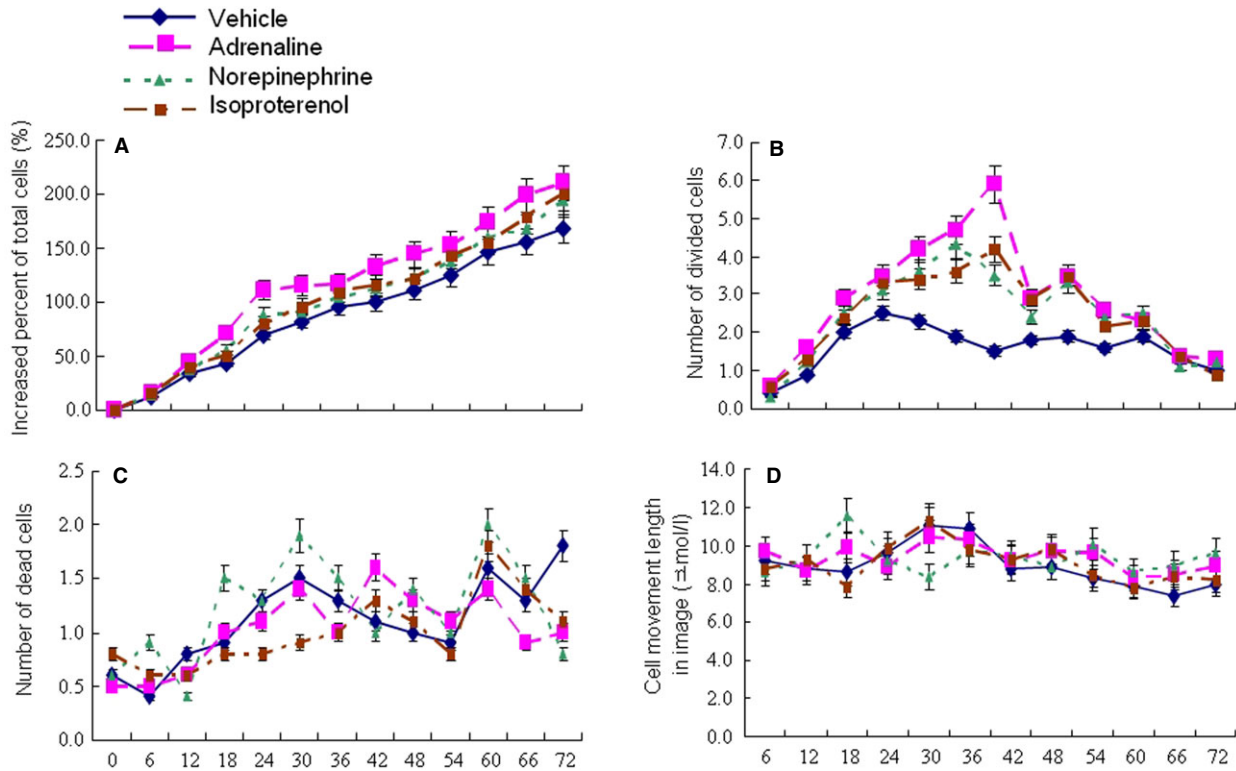 Vehicle
Adrenaline
Norepinephrine
Isoproterenol
A
Increased percent of total cells (%)
250.0
200.0
150.0
100.0
50.0
0.0
B
Number of divided cells
7.0
6.0
5.0
4.0
3.0
2.0
1.0
0.0
C
Number of dead cells
2.5
2.0
1.5
1.0
0.5
0.0
0 6 12 18 24 30 36 42 48 54 60 66 72
D
Cell movement length
in image (±mol/l)
14.0
12.0
10.0
8.0
6.0
4.0
2.0
0.0
6 12 18 24 30 36 42 48 54 60 66 72